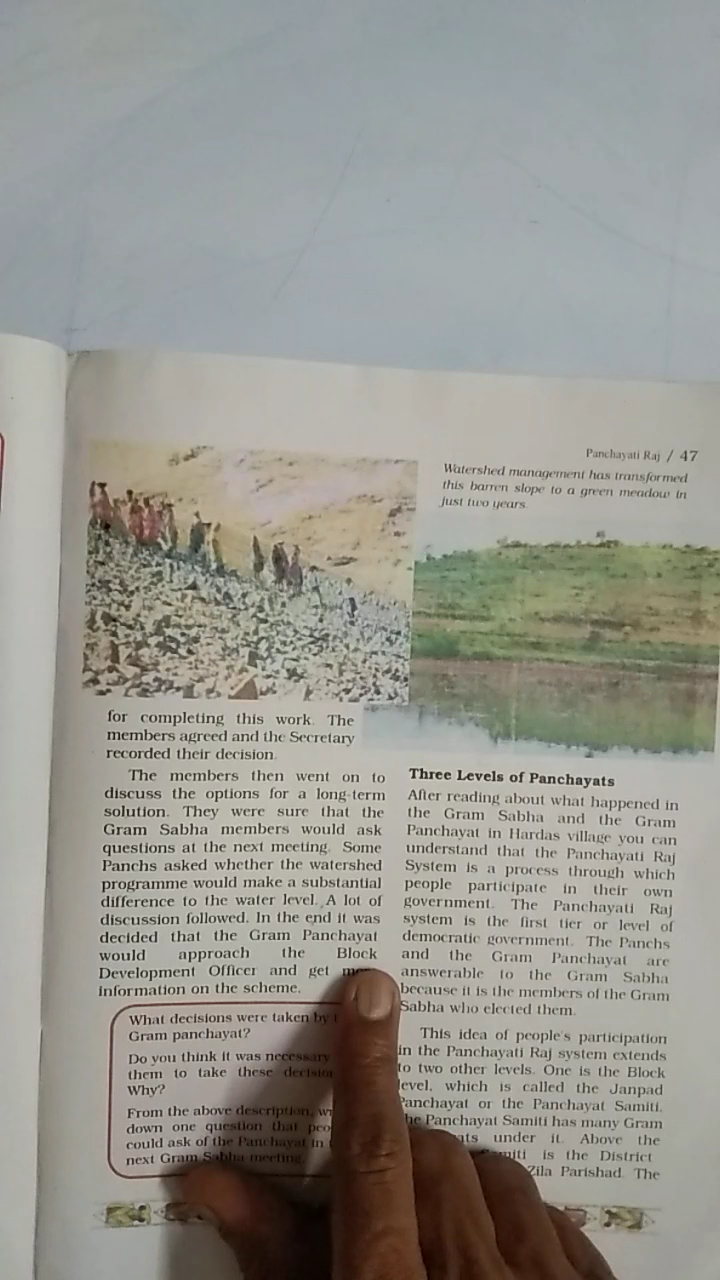 Panchayati Raj / 47
Watershed management has transformed
this barren slope to a green meadow in
just two years.
for completing this work. The
members agreed and the Secretary
recorded their decision.
The members then went on to
discuss the options for a long-term
solution. They were sure that the
Gram Sabha members would ask
questions at the next meeting. Some
Panchs asked whether the watershed
programme would make a substantial
difference to the water level. A lot of
discussion followed. In the end it was
decided that the Gram Panchayat
would approach the Block
Development Officer and get
information on the scheme.
What decisions were taken by
Gram panchayat?
Do you think it was necessary
them to take these
Why?
From the above description,
down one question that
could ask of the Panchayat in
next Gram Sabha meeting.
Three Levels of Panchayats
After reading about what happened in
the Gram Sabha and the Gram
Panchayat in Hardas village you can
understand that the Panchayati Raj
System is a process through which
people participate in their own
government. The Panchayati Raj
system is the first tier or level of
democratic government. The Panchs
and the Gram Panchayat are
answerable to the Gram Sabha
because it is the members of the Gram
Sabha who elected them.
This idea of people's participation
in the Panchayati Raj system extends
to two other levels. One is the Block
level, which is called the Janpad
Panchayat or the Panchayat Samiti.
The Panchayat Samiti has many Gram
under it. Above the
is the District
Zila Parishad. The